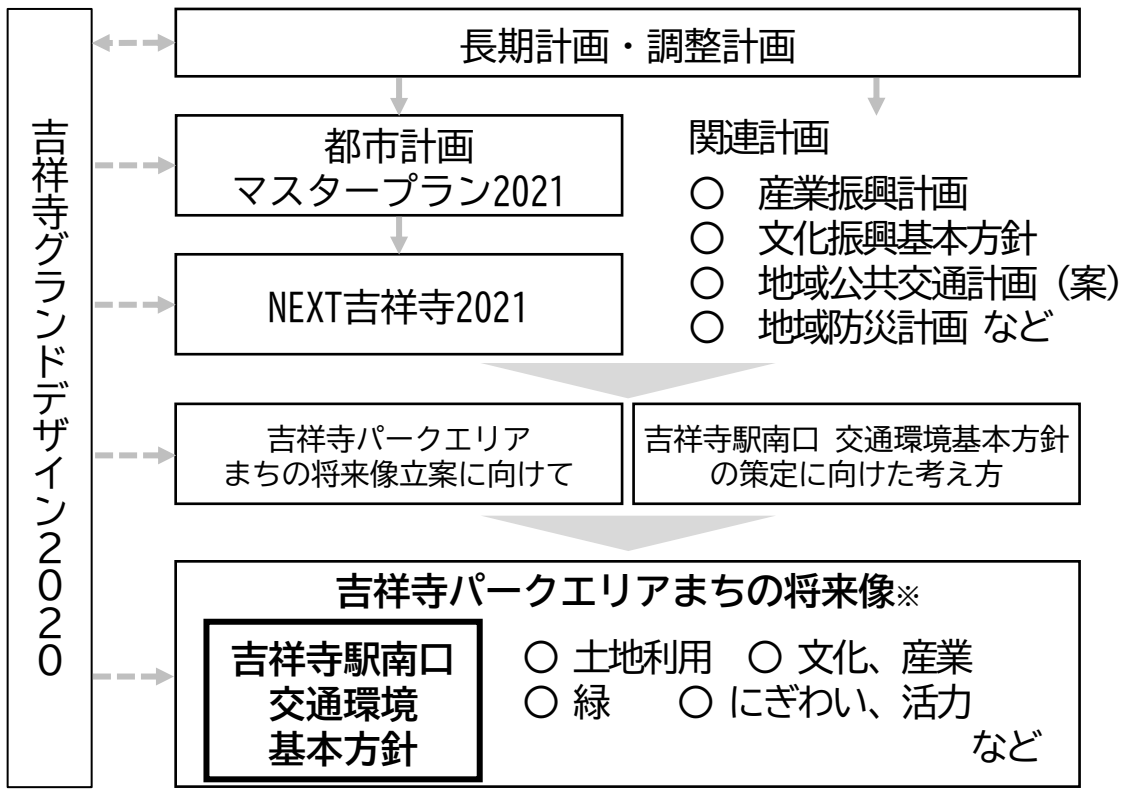 吉祥寺グランドデザイン2020
長期計画・調整計画
都市計画
マスタープラン2021
NEXT吉祥寺2021
関連計画
○ 産業振興計画
○ 文化振興基本方針
○ 地域公共交通計画（案）
○ 地域防災計画 など
吉祥寺パークエリア
まちの将来像立案に向けて
吉祥寺駅南口 交通環境基本方針
の策定に向けた考え方
吉祥寺パークエリアまちの将来像※
吉祥寺駅南口
交通環境
基本方針
○ 土地利用 ○ 文化、産業
○ 緑 ○ にぎわい、活力
など